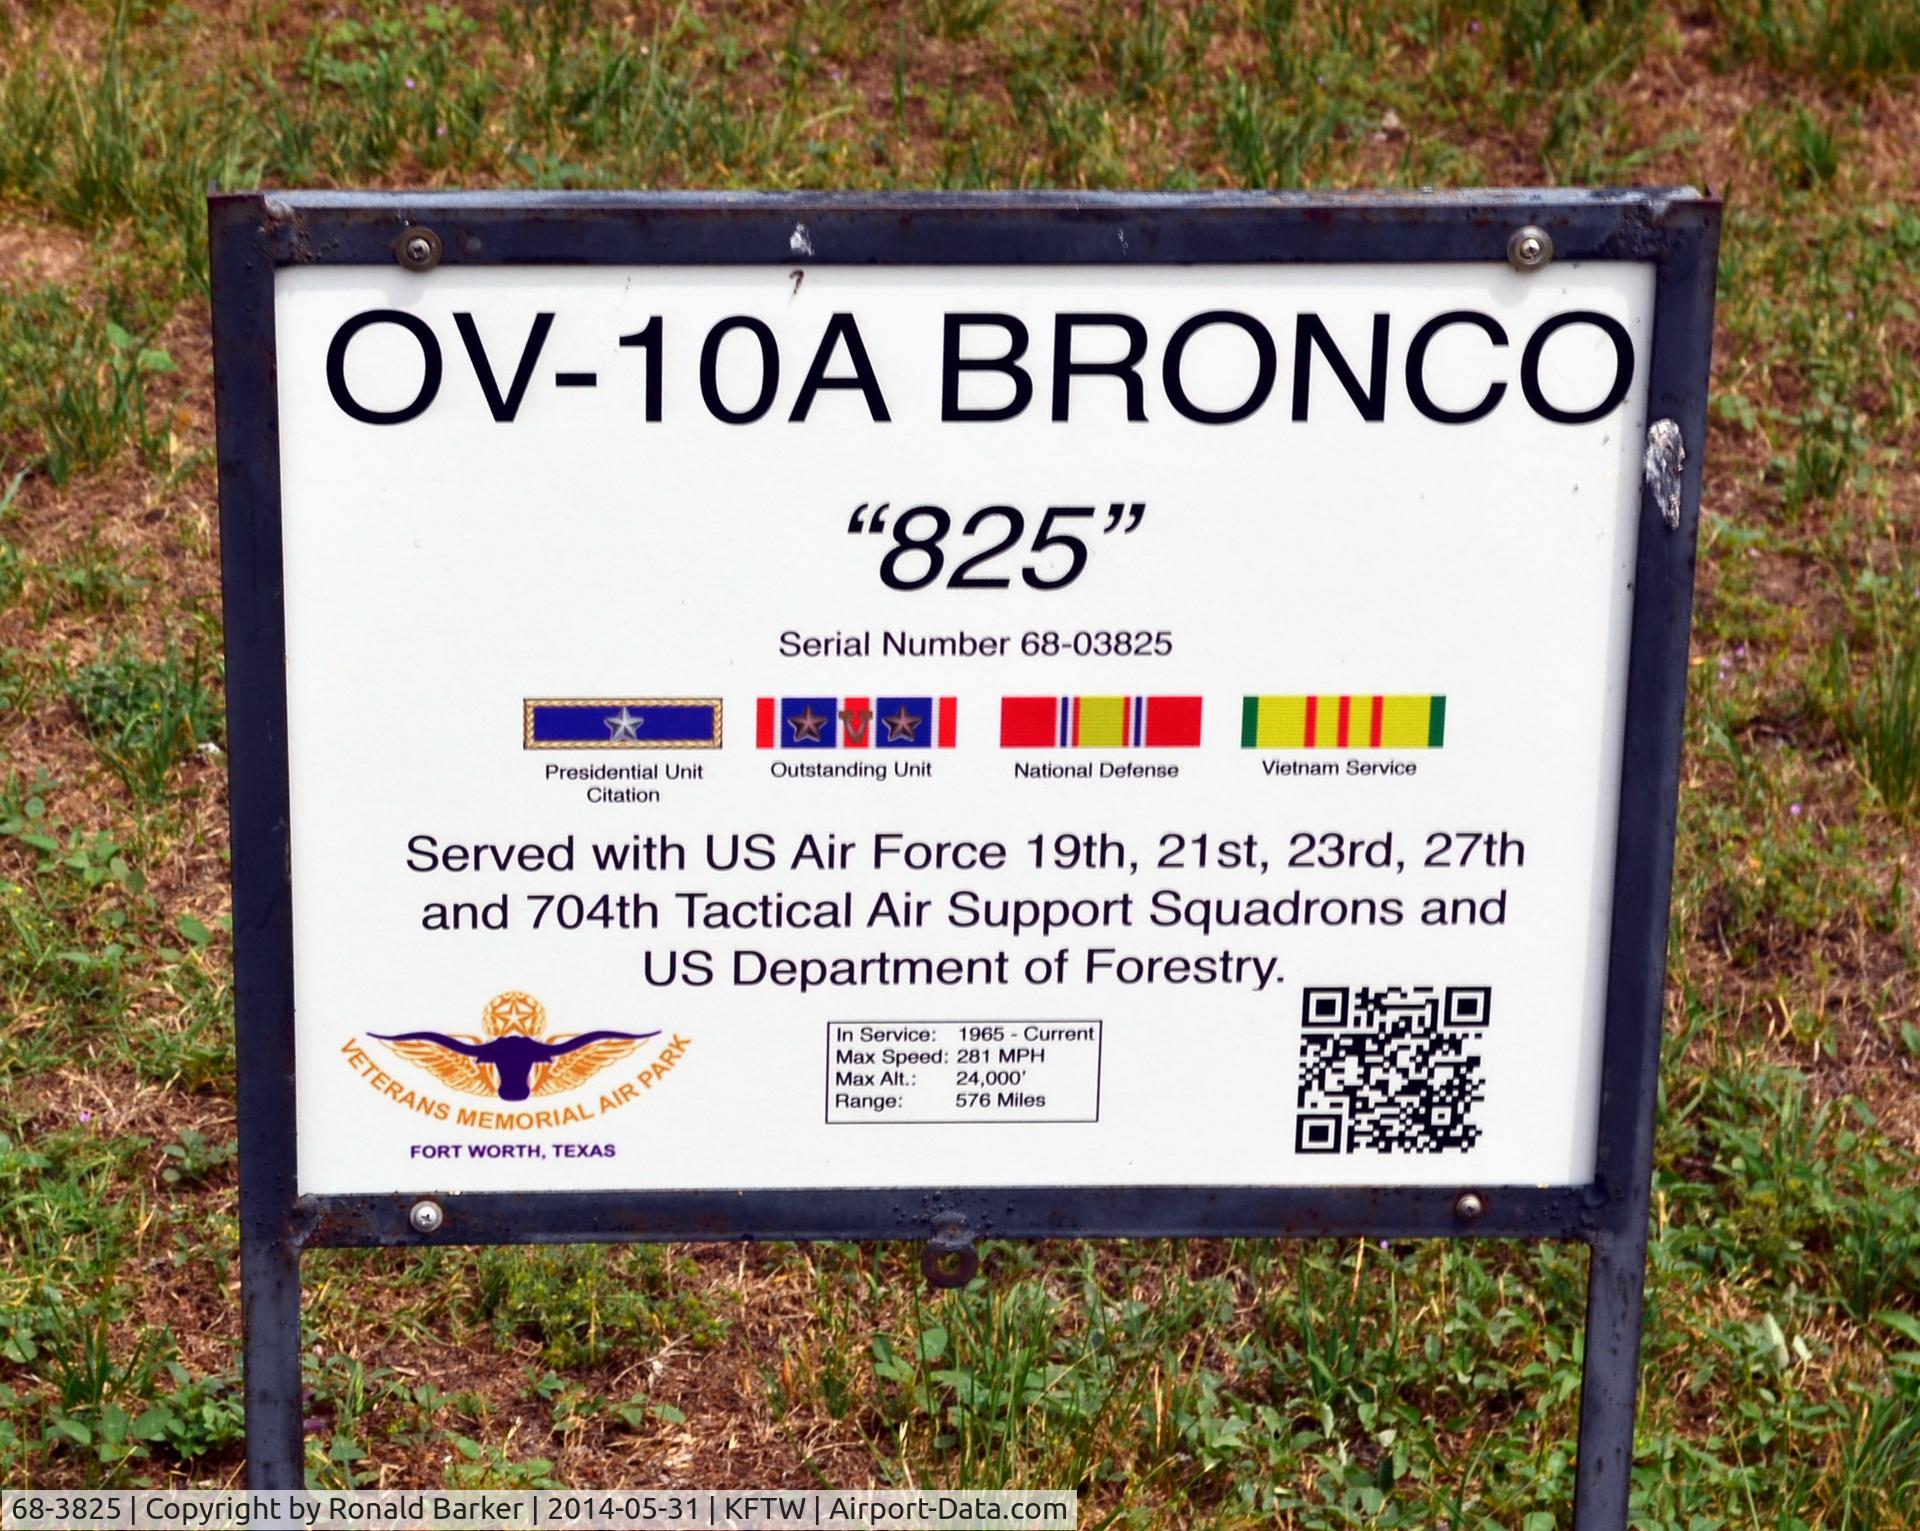 OV-10A BRONCO
“825”
Serial Number 68-03825
Presidential Unit
Citation
Outstanding Unit
National Defense
Vietnam Service
Served with US Air Force 19th, 21st, 23rd, 27th
and 704th Tactical Air Support Squadrons and
US Department of Forestry.
VETERANS MEMORIAL AIR PARK
FORT WORTH, TEXAS
In Service: 1965 - Current
Max Speed: 281 MPH
Max Alt.: 24,000'
Range: 576 Miles
68-3825 | Copyright by Ronald Barker | 2014-05-31 | KFTW | Airport-Data.com